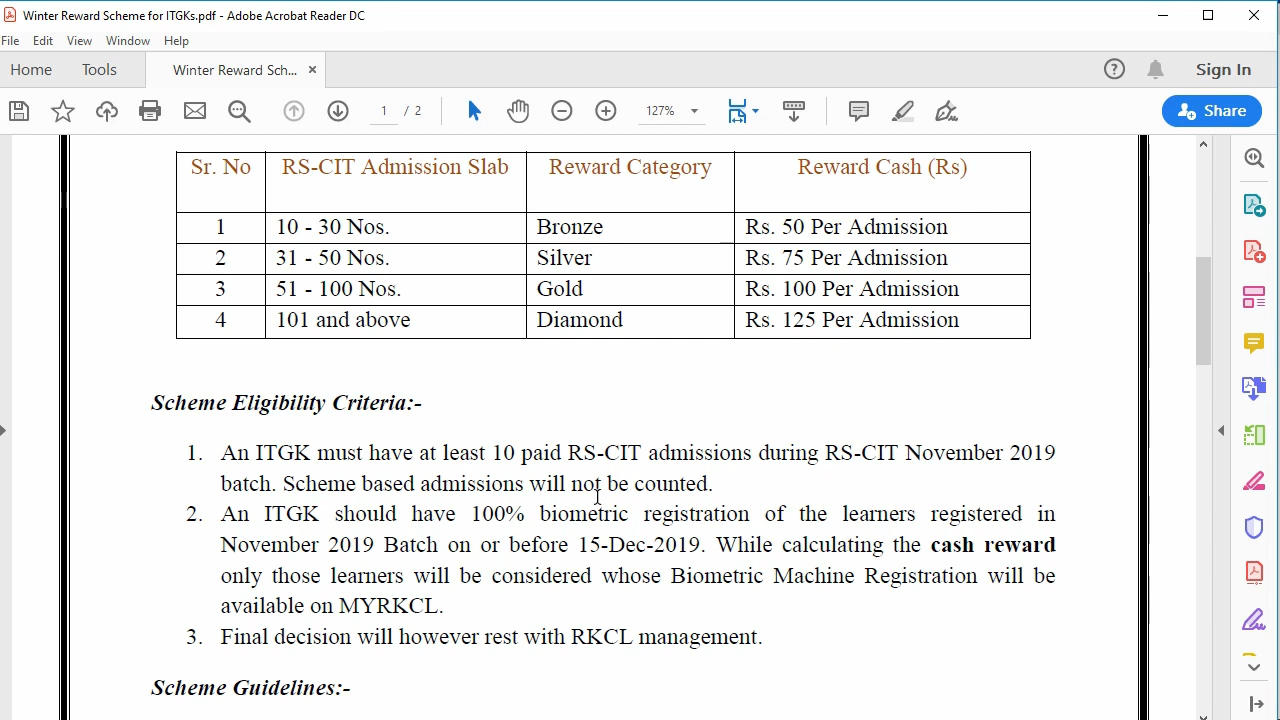 Winter Reward Scheme for ITGKs.pdf - Adobe Acrobat Reader DC
File Edit View Window Help
Home Tools Winter Reward Sch... × Sign In
1 / 2 127% Share
Sr. No RS-CIT Admission Slab Reward Category Reward Cash (Rs)
1 10 - 30 Nos. Bronze Rs. 50 Per Admission
2 31 - 50 Nos. Silver Rs. 75 Per Admission
3 51 - 100 Nos. Gold Rs. 100 Per Admission
4 101 and above Diamond Rs. 125 Per Admission
Scheme Eligibility Criteria:-
1. An ITGK must have at least 10 paid RS-CIT admissions during RS-CIT November 2019
batch. Scheme based admissions will not be counted.
2. An ITGK should have 100% biometric registration of the learners registered in
November 2019 Batch on or before 15-Dec-2019. While calculating the cash reward
only those learners will be considered whose Biometric Machine Registration will be
available on MYRKCL.
3. Final decision will however rest with RKCL management.
Scheme Guidelines:-